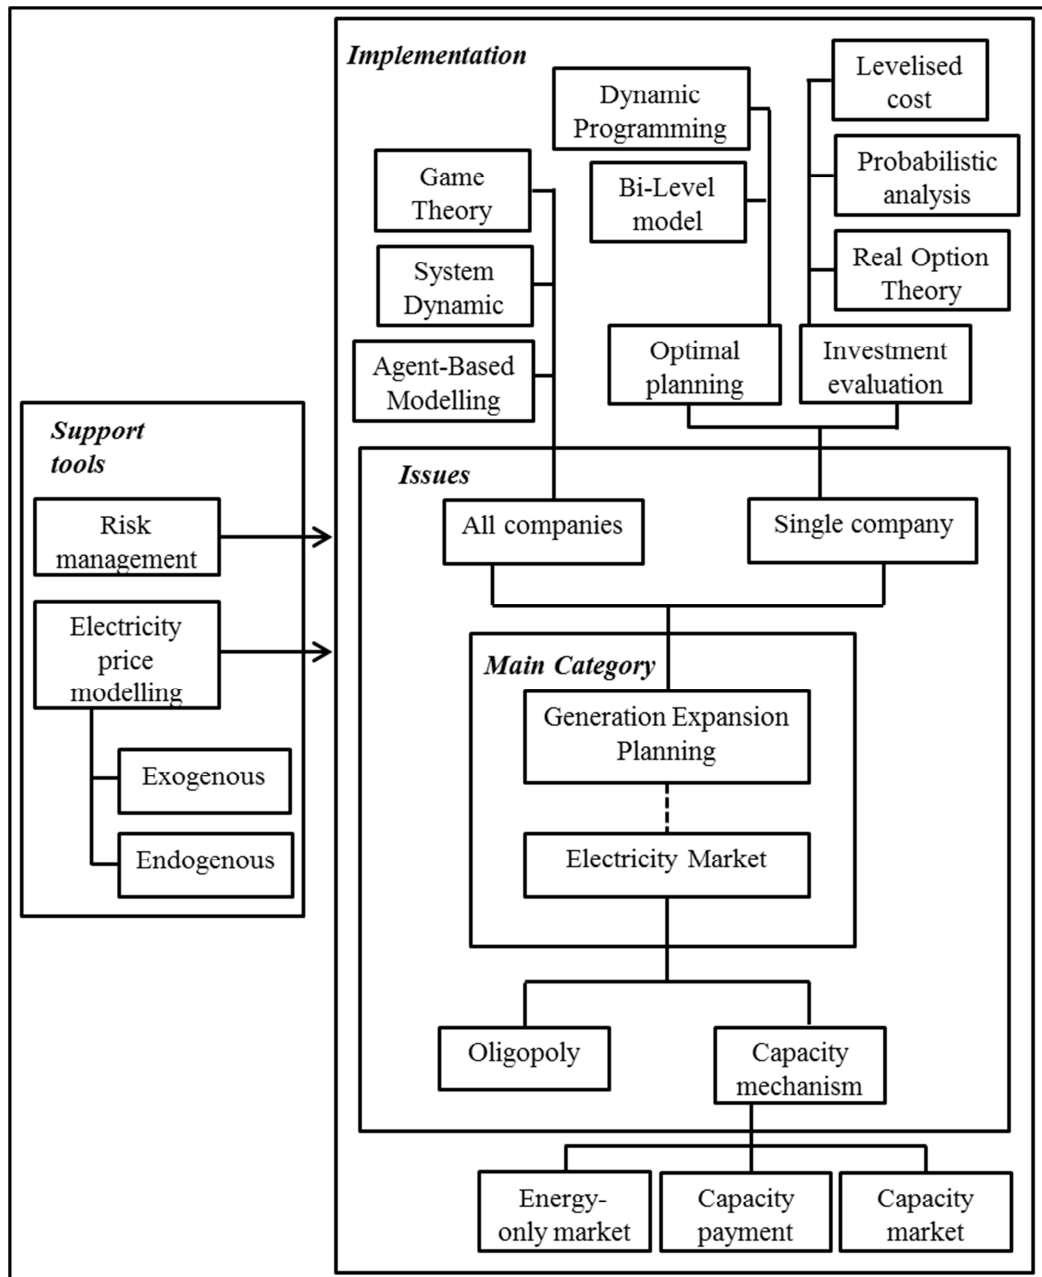 Implementation
Levelised
cost
Dynamic
Programming
Probabilistic
analysis
Game
Theory
Bi-Level
model
System
Dynamic
Real Option
Theory
Agent-Based
Modelling
Optimal
planning
Investment
evaluation
Support
tools
Issues
Risk
management
All companies
Single company
Electricity
price
modelling
Main Category
Generation Expansion
Planning
Exogenous
Endogenous
Electricity Market
Oligopoly
Capacity
mechanism
Energy-
only market
Capacity
payment
Capacity
market